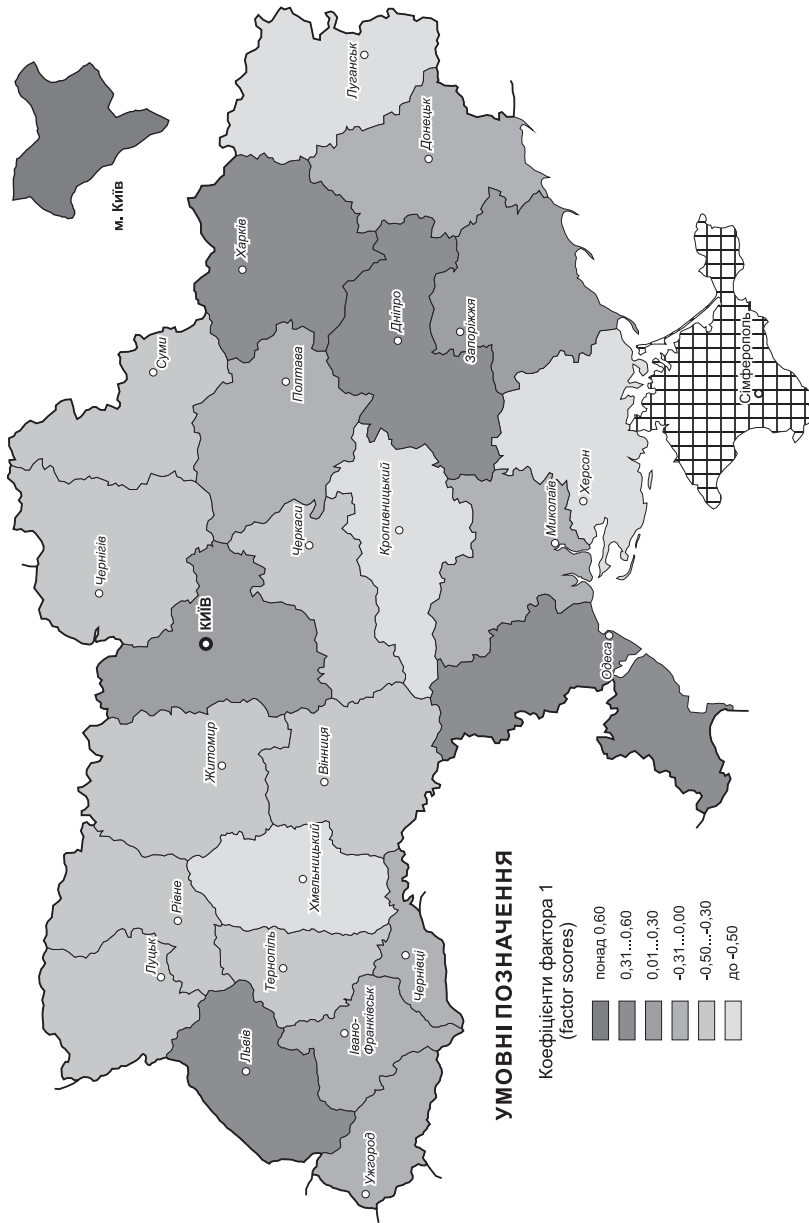 м. Київ
Луцьк
Рівне
Житомир
КИЇВ
Чернігів
Суми
Харків
Луганськ
Львів
Тернопіль
Хмельницький
Вінниця
Черкаси
Полтава
Ужгород
Івано-
Франківськ
Чернівці
Кропивницький
Дніпро
Донецьк
Запоріжжя
Одеса
Миколаїв
Херсон
Сімферополь
УМОВНІ ПОЗНАЧЕННЯ
Коефіцієнти фактора 1
(factor scores)
понад 0,60
0,31...0,60
0,01...0,30
-0,31...0,00
-0,50...-0,30
до -0,50